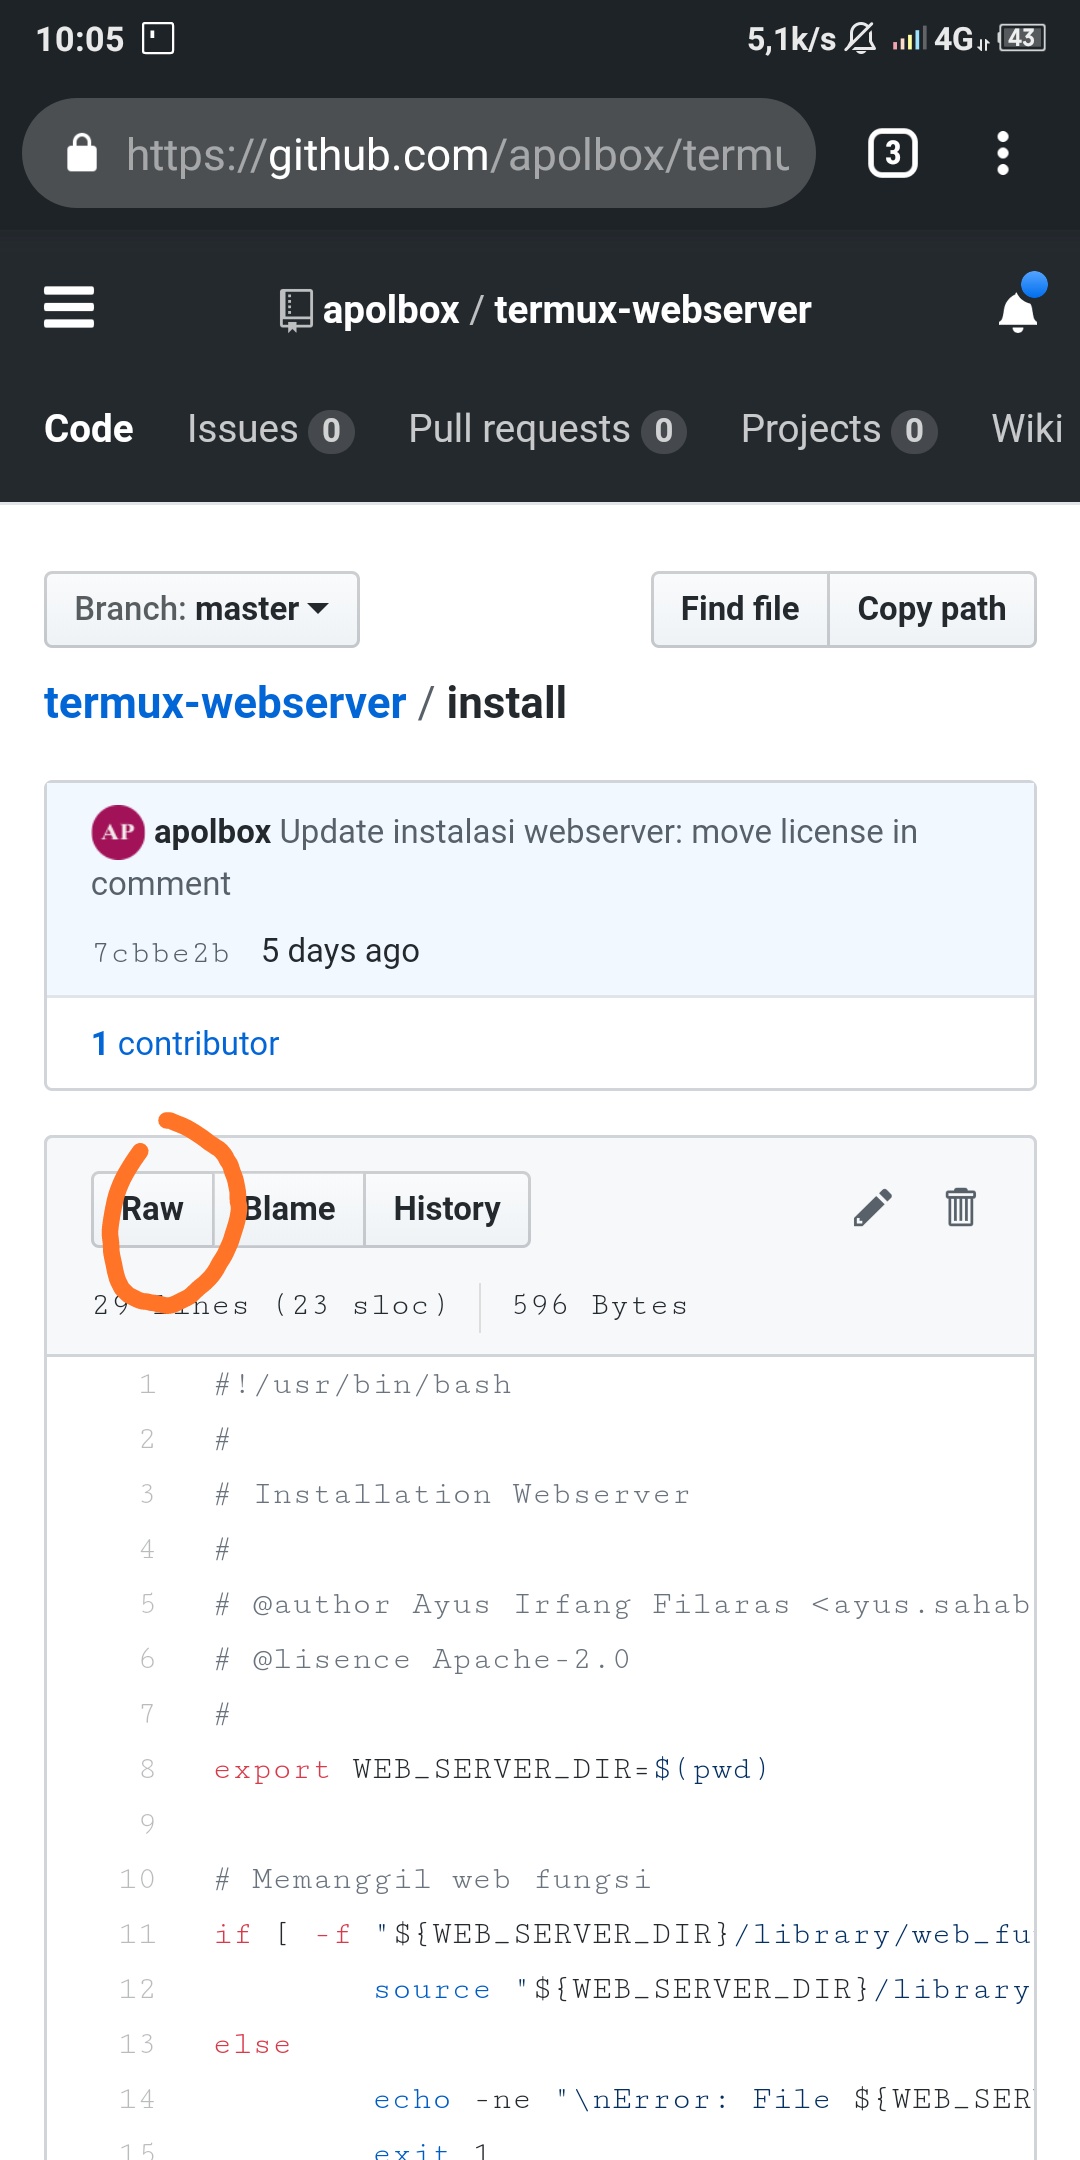 10:05 5,1k/s 4G 43
https://github.com/apolbox/termu 3
apolbox / termux-webserver
Code Issues 0 Pull requests 0 Projects 0 Wiki
Branch: master Find file Copy path
termux-webserver / install
AP apolbox Update instalasi webserver: move license in
comment
7cbbe2b 5 days ago
1 contributor
Raw Blame History
29 lines (23 sloc) 596 Bytes
1 #!/usr/bin/bash
2 #
3 # Installation Webserver
4 #
5 # @author Ayus Irfang Filaras <ayus.sahab
6 # @lisence Apache-2.0
7 #
8 export WEB_SERVER_DIR=$(pwd)
9
10 # Memanggil web fungsi
11 if [ -f "${WEB_SERVER_DIR}/library/web_fu
12 source "${WEB_SERVER_DIR}/library
13 else
14 echo -ne "\nError: File ${WEB_SER
15 exit 1